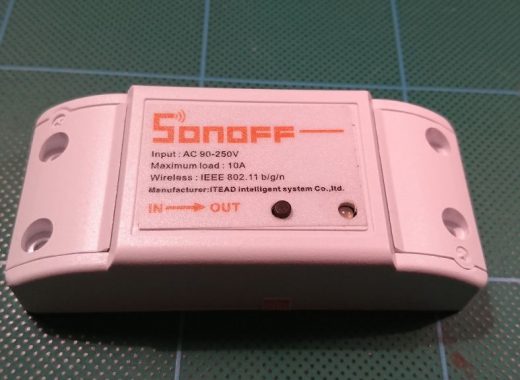 SONOFF
Input : AC 90-250V
Maximum load : 10A
Wireless : IEEE 802.11 b/g/n
Manufacturer:ITEAD intelligent system Co.,ltd.
IN OUT